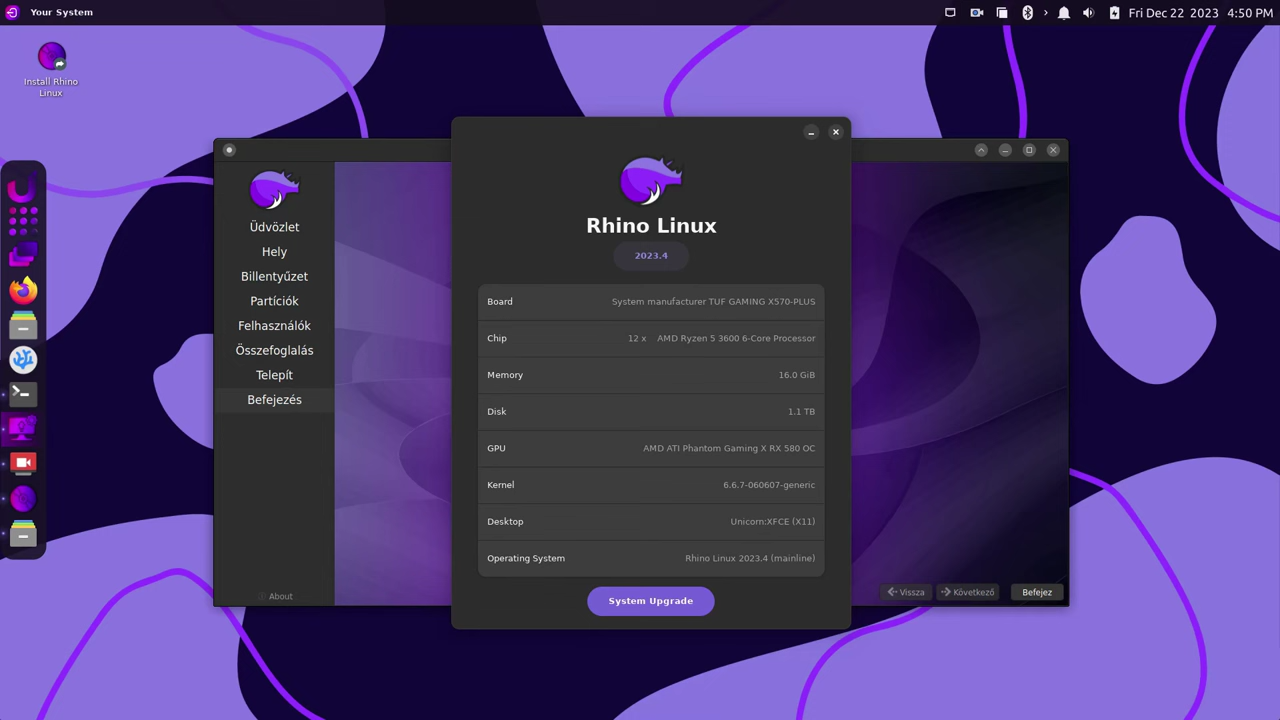 Your System
Fri Dec 22 2023 4:50 PM
Install Rhino
Linux
Üdvözlet
Hely
Billentyűzet
Partíciók
Felhasználók
Összefoglalás
Telepít
Befejezés
About
Rhino Linux
2023.4
Board System manufacturer TUF GAMING X570-PLUS
Chip 12 x AMD Ryzen 5 3600 6-Core Processor
Memory 16.0 GiB
Disk 1.1 TB
GPU AMD ATI Phantom Gaming X RX 580 OC
Kernel 6.6.7-060607-generic
Desktop Unicorn:XFCE (X11)
Operating System Rhino Linux 2023.4 (mainline)
System Upgrade
Vissza
Következő
Befejez